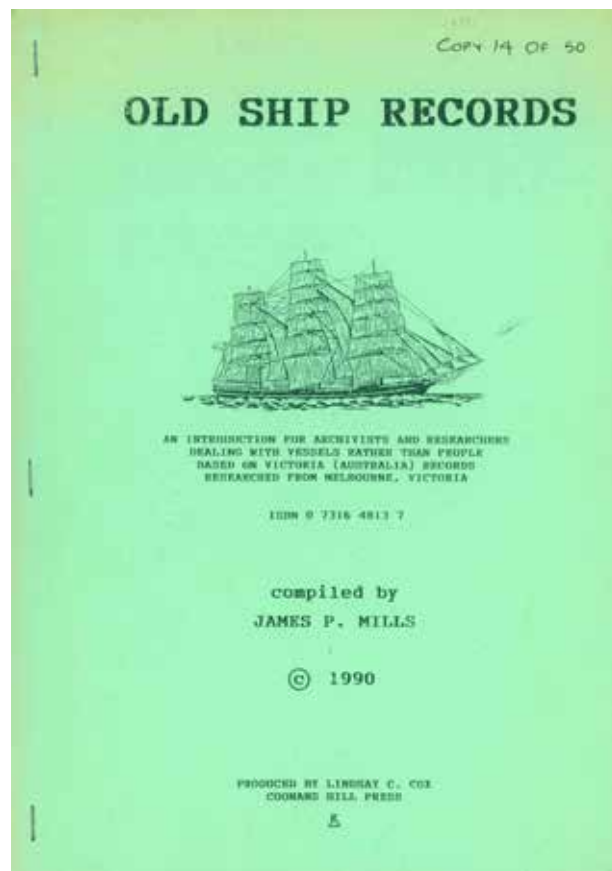 COPY 14 OF 50
OLD SHIP RECORDS
AN INTRODUCTION FOR ARCHIVISTS AND RESEARCHERS
DEALING WITH VESSELS RATHER THAN PEOPLE
BASED ON VICTORIA (AUSTRALIA) RECORDS
RESEARCHED FROM MELBOURNE, VICTORIA
ISBN 0 7316 4813 7
compiled by
JAMES P. MILLS
© 1990
PRODUCED BY LINDSAY C. COX
HILL PRESS